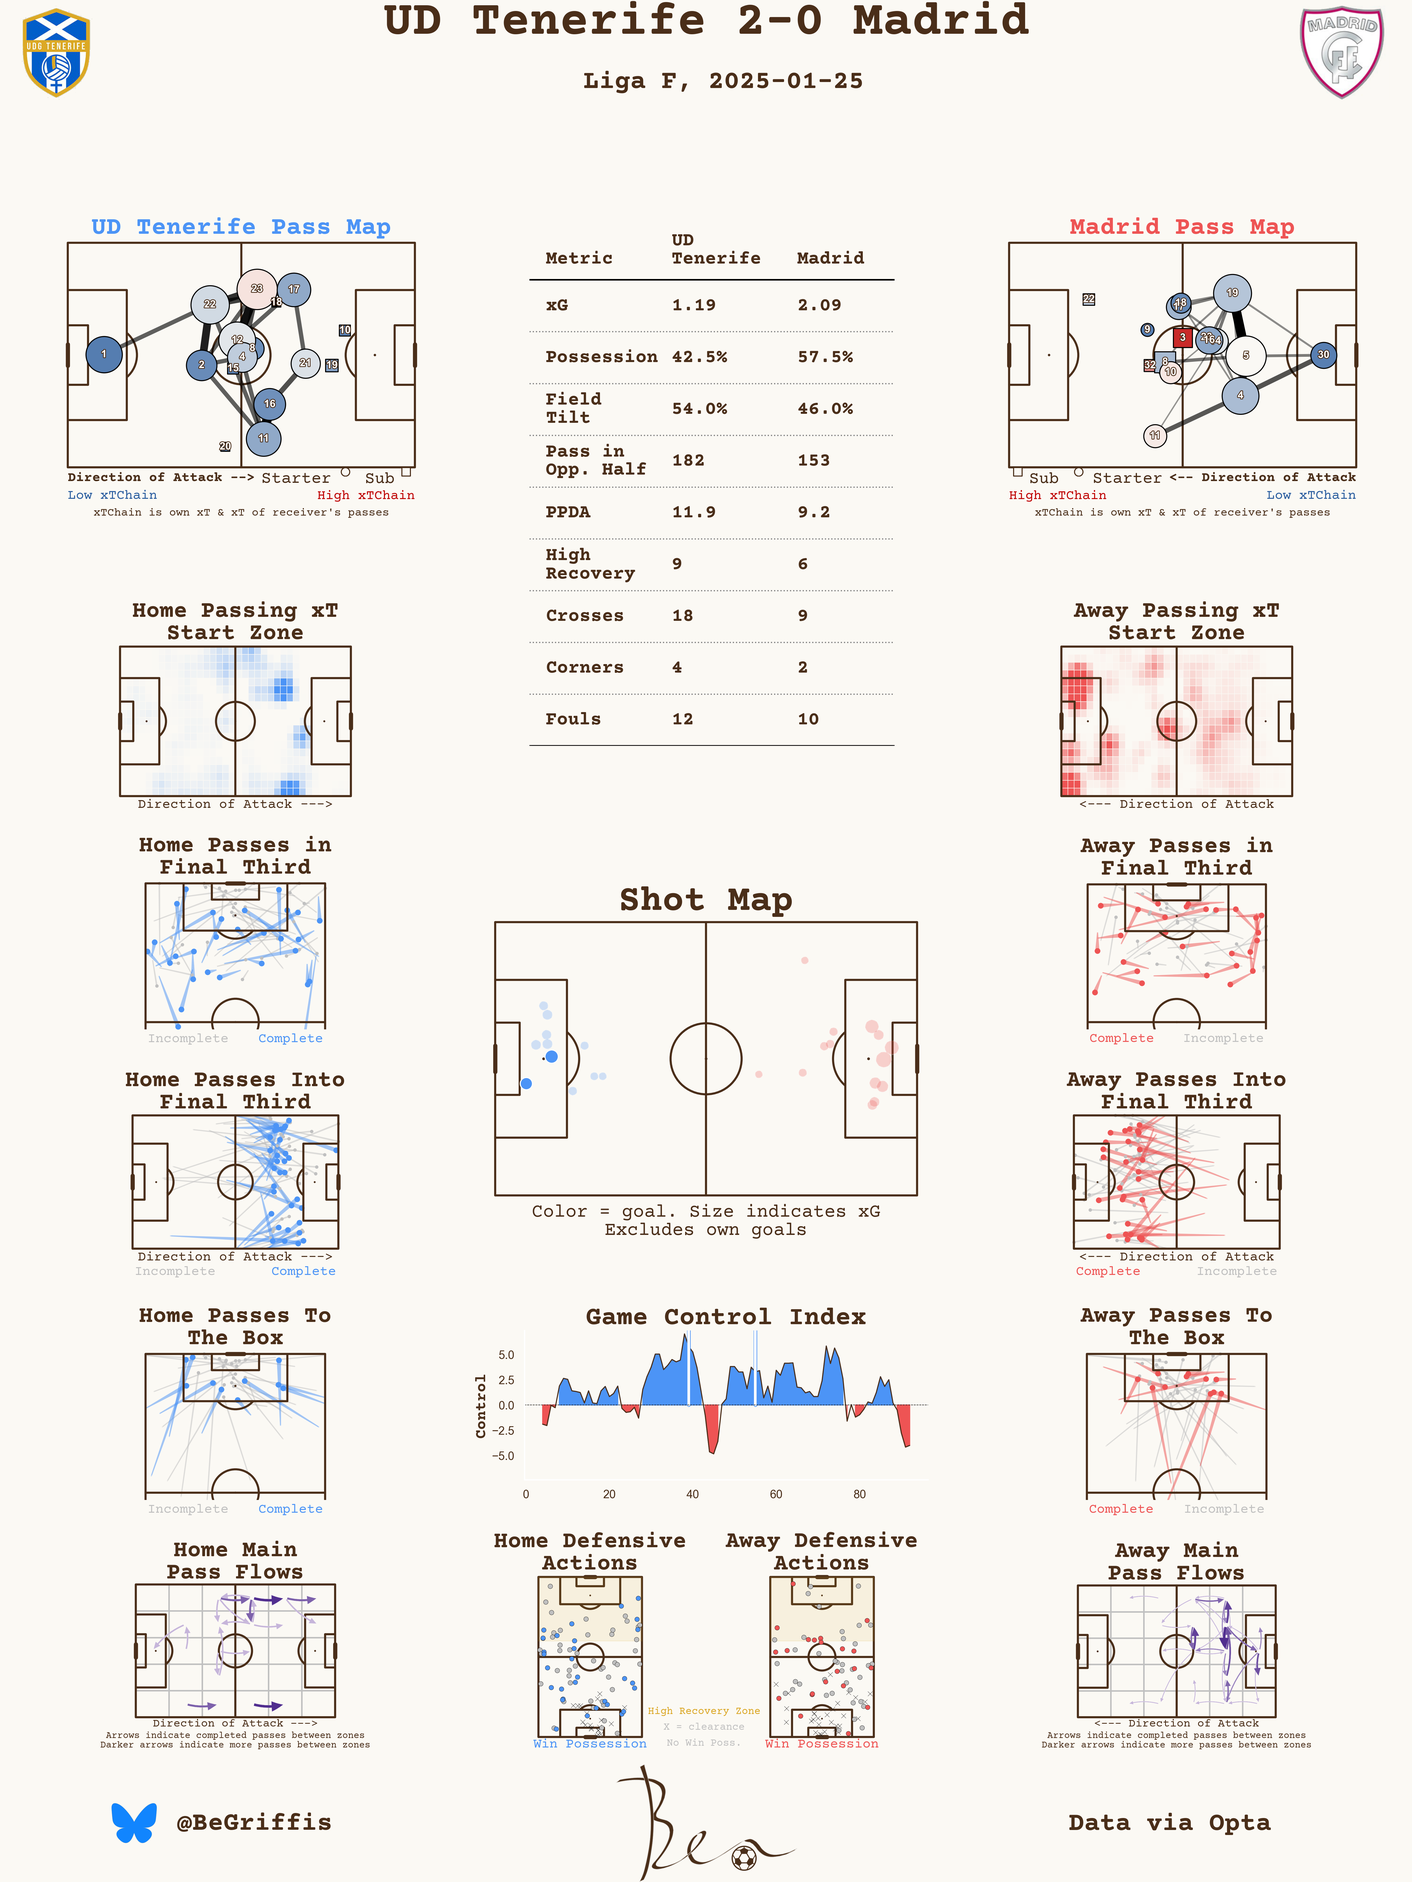 UD Tenerife 2-0 Madrid
Liga F, 2025-01-25
UDG TENERIFE
MADRID
CFF
UD Tenerife Pass Map
1
22
2
23
17
18
12
8
4
15
10
21
19
16
11
20
Direction of Attack --> Starter Sub
Low xTChain High xTChain
xTChain is own xT & xT of receiver's passes
Metric UD Tenerife Madrid
xG 1.19 2.09
Possession 42.5% 57.5%
Field Tilt 54.0% 46.0%
Pass in Opp. Half 182 153
PPDA 11.9 9.2
High Recovery 9 6
Crosses 18 9
Corners 4 2
Fouls 12 10
Madrid Pass Map
22
18
19
9
3
5
30
32
8
10
4
11
Sub Starter <-- Direction of Attack
High xTChain Low xTChain
xTChain is own xT & xT of receiver's passes
Home Passing xT
Start Zone
Direction of Attack --->
Away Passing xT
Start Zone
<--- Direction of Attack
Home Passes in
Final Third
Incomplete Complete
Away Passes in
Final Third
Complete Incomplete
Shot Map
Color = goal. Size indicates xG
Excludes own goals
Home Passes Into
Final Third
Direction of Attack --->
Incomplete Complete
Away Passes Into
Final Third
<--- Direction of Attack
Complete Incomplete
Home Passes To
The Box
Incomplete Complete
Game Control Index
Control
5.0
2.5
0.0
−2.5
−5.0
0 20 40 60 80
Away Passes To
The Box
Complete Incomplete
Home Main
Pass Flows
Direction of Attack --->
Arrows indicate completed passes between zones
Darker arrows indicate more passes between zones
Home Defensive
Actions
Win Possession
High Recovery Zone
X = clearance
No Win Poss.
Away Defensive
Actions
Win Possession
Away Main
Pass Flows
<--- Direction of Attack
Arrows indicate completed passes between zones
Darker arrows indicate more passes between zones
@BeGriffis
Ben
Data via Opta